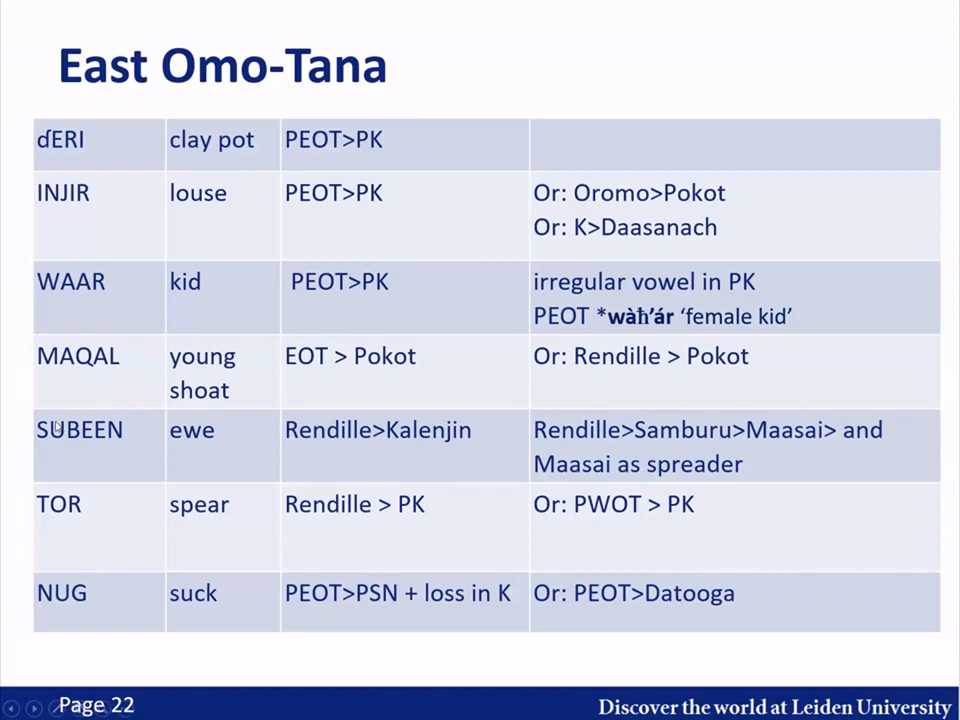 East Omo-Tana
ɗERI clay pot PEOT>PK
INJIR louse PEOT>PK Or: Oromo>Pokot
Or: K>Daasanach
WAAR kid PEOT>PK irregular vowel in PK
PEOT *wàħ’ár ‘female kid’
MAQAL young EOT > Pokot Or: Rendille > Pokot
shoat
SUBEEN ewe Rendille>Kalenjin Rendille>Samburu>Maasai> and
Maasai as spreader
TOR spear Rendille > PK Or: PWOT > PK
NUG suck PEOT>PSN + loss in K Or: PEOT>Datooga
Page 22 Discover the world at Leiden University